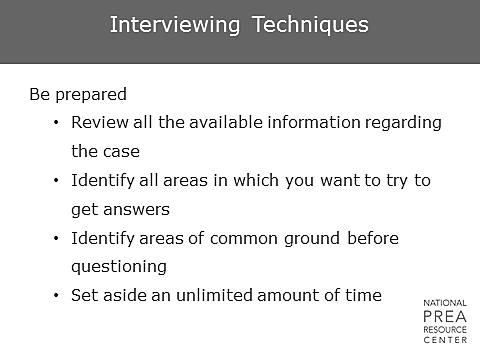 Interviewing Techniques
Be prepared
• Review all the available information regarding
the case
• Identify all areas in which you want to try to
get answers
• Identify areas of common ground before
questioning
• Set aside an unlimited amount of time
NATIONAL
PREA
RESOURCE
CENTER